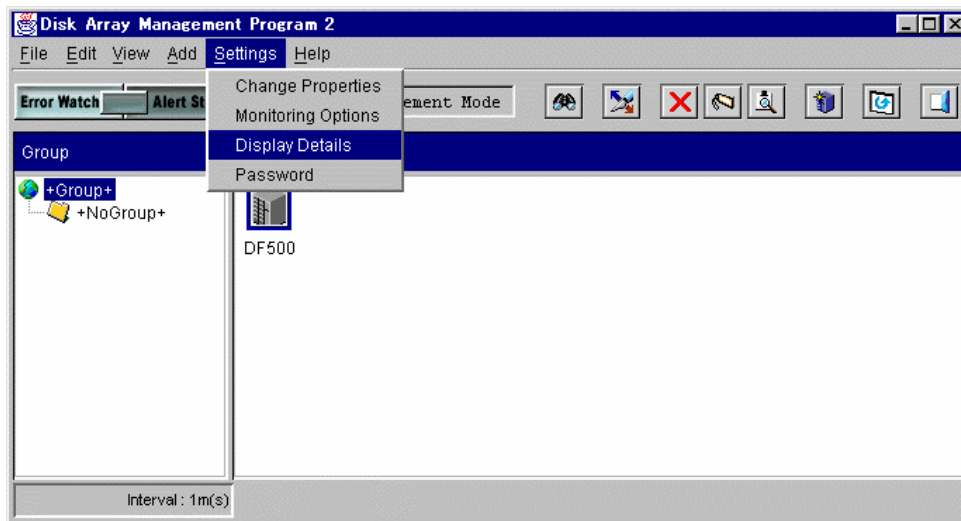 Disk Array Management Program 2
File Edit View Add Settings Help
Change Properties
Monitoring Options
Display Details
Password
Error Watch Alert St
ement Mode
Group
+Group+
+NoGroup+
DF500
Interval : 1m(s)